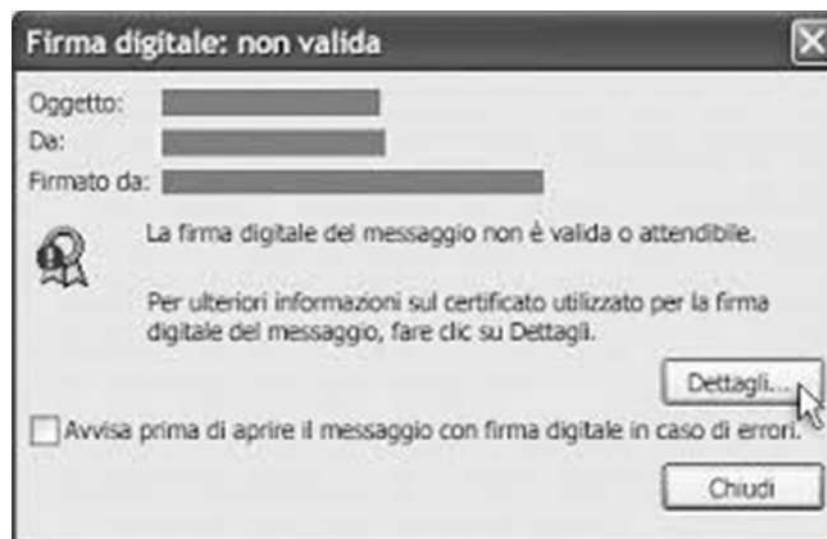 Firma digitale: non valida
Oggetto:
Da:
Firmato da:
La firma digitale del messaggio non è valida o attendibile.
Per ulteriori informazioni sul certificato utilizzato per la firma
digitale del messaggio, fare clic su Dettagli.
Dettagli...
Avvisa prima di aprire il messaggio con firma digitale in caso di errori.
Chiudi